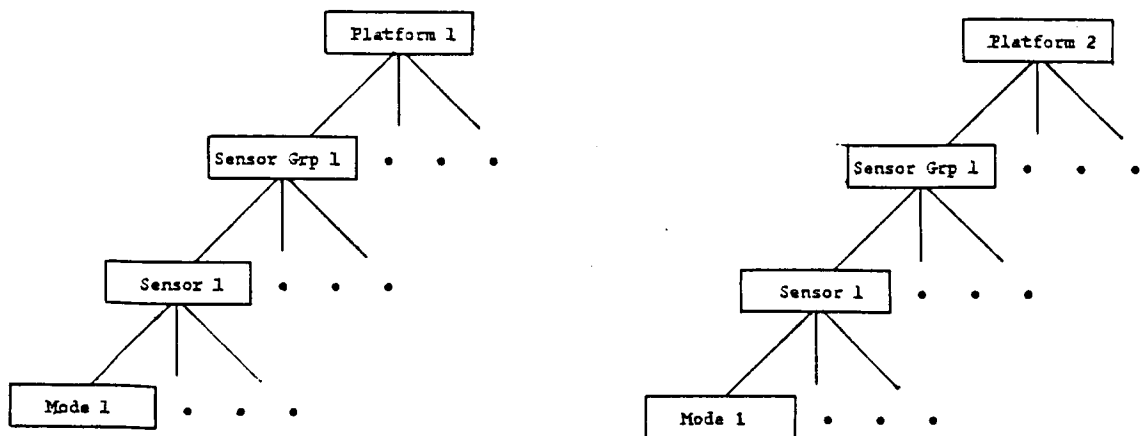 Platform 1
Platform 2
Sensor Grp 1
Sensor Grp 1
Sensor 1
Sensor 1
Mode 1
Mode 1